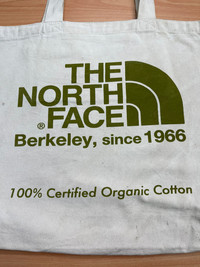 THE
NORTH
® FACE
Berkeley, since 1966
100% Certified Organic Cotton